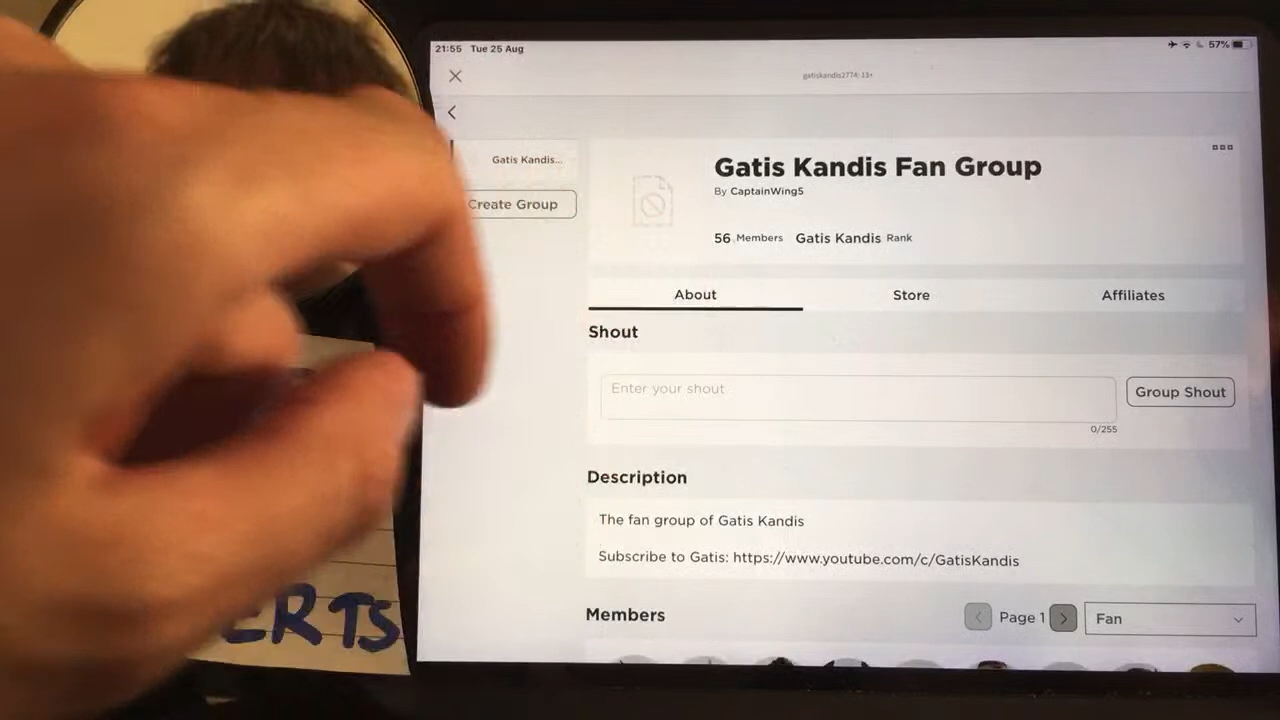 21:55 Tue 25 Aug
57%
gatiskandis2774: 13+
Gatis Kandis...
Create Group
Gatis Kandis Fan Group
By CaptainWing5
56 Members Gatis Kandis Rank
About Store Affiliates
Shout
Enter your shout
Group Shout
0/255
Description
The fan group of Gatis Kandis
Subscribe to Gatis: https://www.youtube.com/c/GatisKandis
Members
Page 1
Fan
ERTS